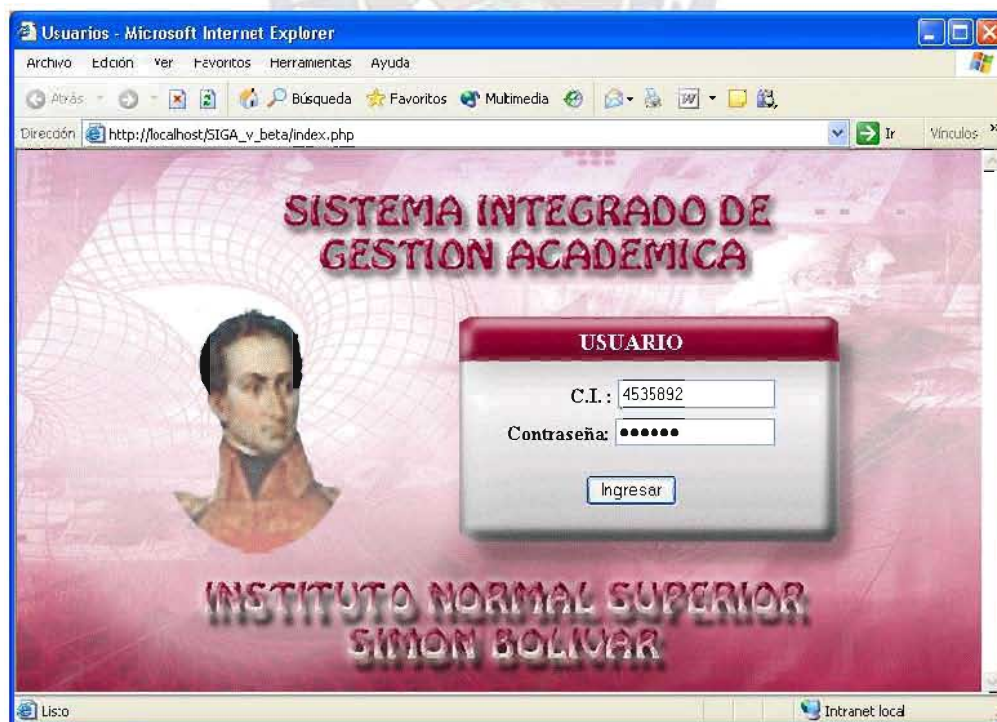 Usuarios - Microsoft Internet Explorer
Archivo Edición Ver Favoritos Herramientas Ayuda
Atrás Búsqueda Favoritos Multimedia
Dirección http://localhost/SIGA_v_beta/index.php Ir Vínculos »
SISTEMA INTEGRADO DE
GESTION ACADEMICA
USUARIO
C.I. : 4535892
Contraseña: ●●●●●●
Ingresar
INSTITUTO NORMAL SUPERIOR
SIMON BOLIVAR
Listo Intranet local